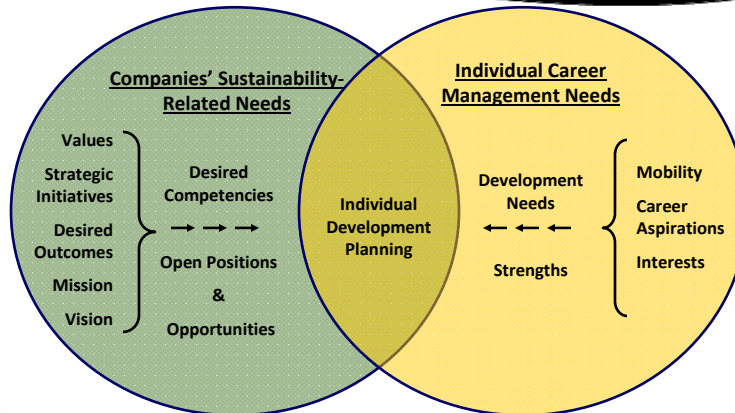 Companies' Sustainability-
Related Needs
Values
Strategic
Initiatives
Desired
Outcomes
Mission
Vision
Desired
Competencies
Open Positions
&
Opportunities
Individual
Development
Planning
Individual Career
Management Needs
Development
Needs
Strengths
Mobility
Career
Aspirations
Interests